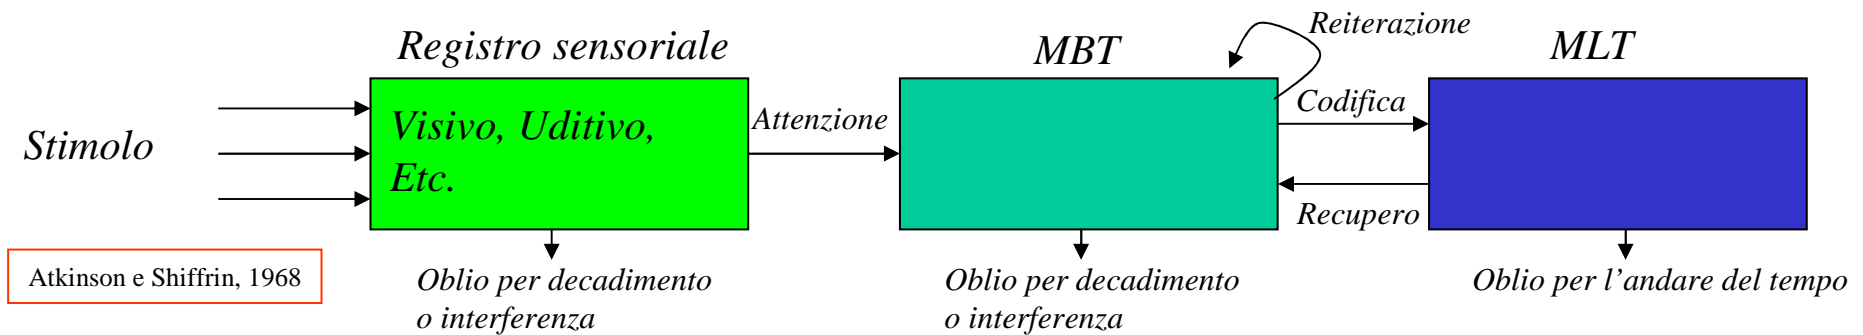 Registro sensoriale
MBT
Reiterazione
MLT
Stimolo
Visivo, Uditivo,
Etc.
Attenzione
Codifica
Recupero
Atkinson e Shiffrin, 1968
Oblio per decadimento
o interferenza
Oblio per decadimento
o interferenza
Oblio per l'andare del tempo